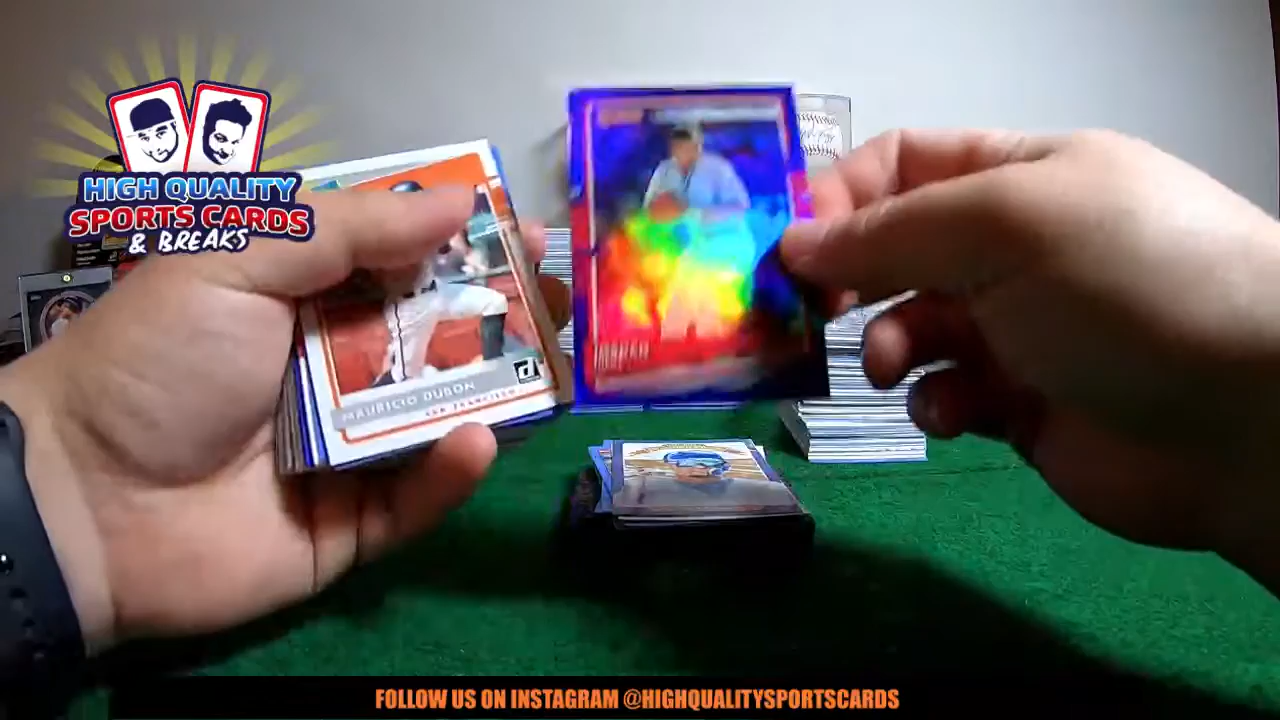 HIGH QUALITY
SPORTS CARDS
& BREAKS
MAURICIO DUBON
SAN FRANCISCO
d
FOLLOW US ON INSTAGRAM @HIGHQUALITYSPORTSCARDS